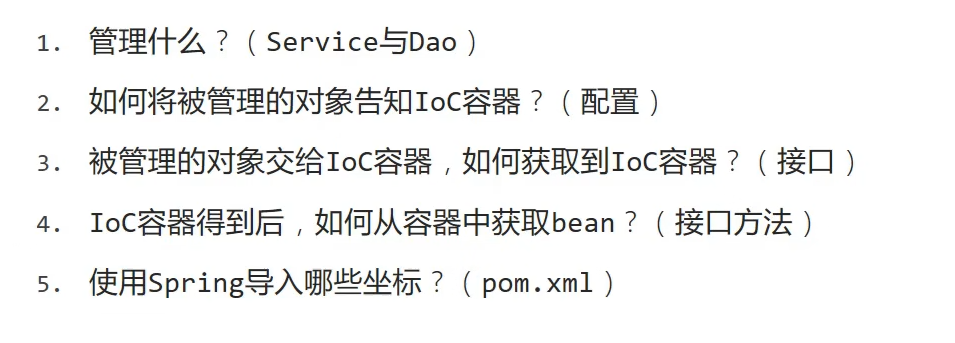 1. 管理什么？（Service与Dao）
2. 如何将被管理的对象告知IoC容器？（配置）
3. 被管理的对象交给IoC容器，如何获取到IoC容器？（接口）
4. IoC容器得到后，如何从容器中获取bean？（接口方法）
5. 使用Spring导入哪些坐标？（pom.xml）